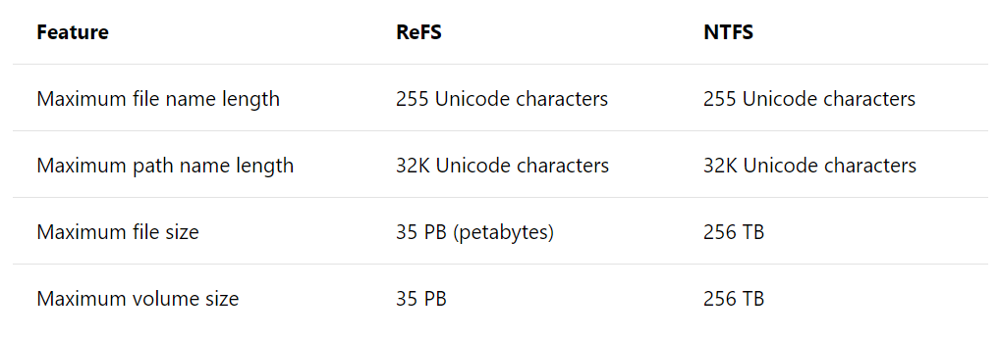 Feature ReFS NTFS
Maximum file name length 255 Unicode characters 255 Unicode characters
Maximum path name length 32K Unicode characters 32K Unicode characters
Maximum file size 35 PB (petabytes) 256 TB
Maximum volume size 35 PB 256 TB